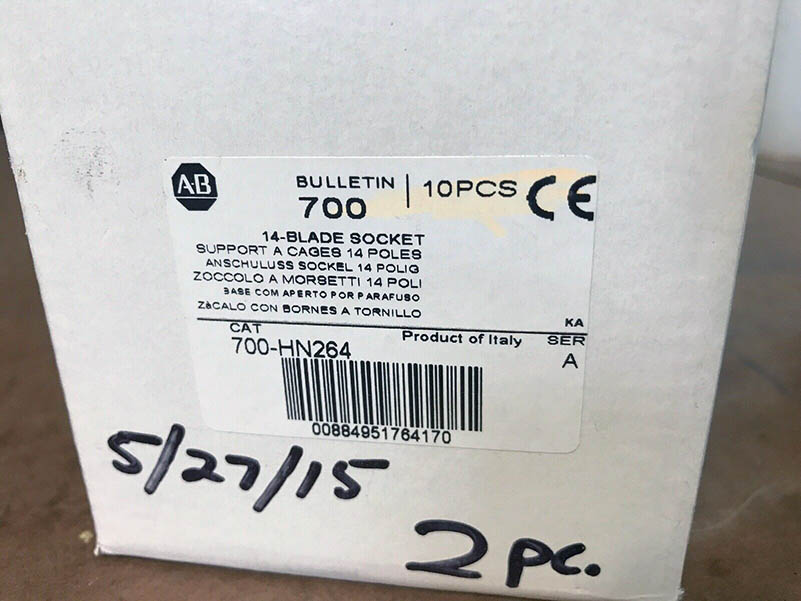 A-B
BULLETIN
700
10PCS
CE
14-BLADE SOCKET
SUPPORT A CAGES 14 POLES
ANSCHULUSS SOCKEL 14 POLIG
ZOCCOLO A MORSETTI 14 POLI
BASE COM APERTO POR PARAFUSO
ZèCALO CON BORNES A TORNILLO
KA
CAT
Product of Italy
SER
700-HN264
A
00884951764170
5/27/15
2 pc.